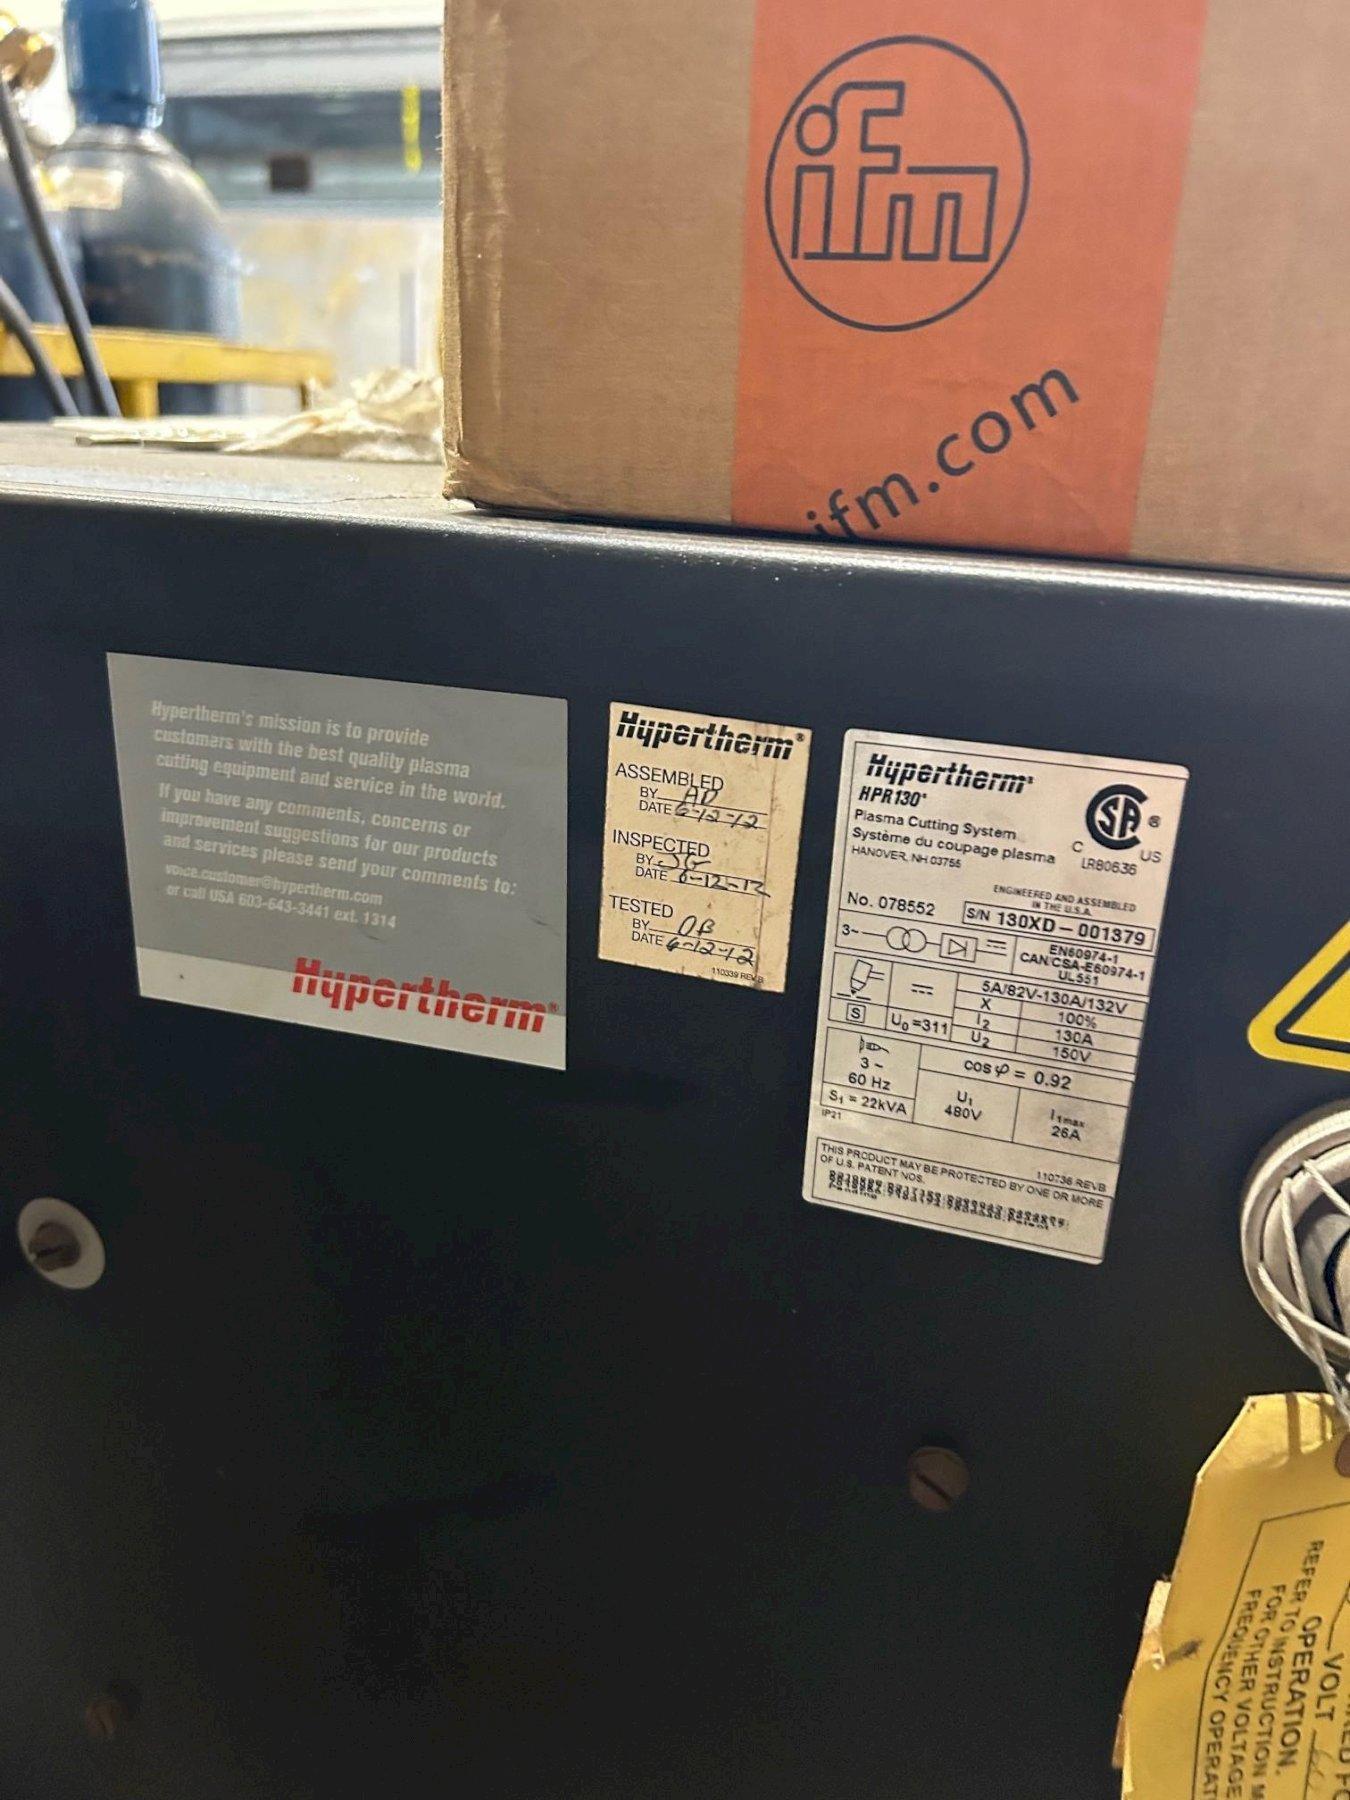 ifm
ifm.com
Hypertherm's mission is to provide
customers with the best quality plasma
cutting equipment and service in the world.
If you have any comments, concerns or
improvement suggestions for our products
and services please send your comments to:
voice.customer@hypertherm.com
or call USA 603-643-3441 ext. 1314
Hypertherm®
Hypertherm®
ASSEMBLED
BY AD
DATE 6-12-12
INSPECTED
BY JG
DATE 6-12-12
TESTED
BY OB
DATE 6-12-12
110339 REV.B
Hypertherm®
HPR130®
Plasma Cutting System
Système du coupage plasma
HANOVER, NH 03755
SA ®
C US
LR80636
ENGINEERED AND ASSEMBLED
IN THE U.S.A.
No. 078552
S/N 130XD-001379
3~
EN60974-1
CAN/CSA-E60974-1
UL551
5A/82V-130A/132V
X 100%
S U₀=311 I₂ 130A
U₂ 150V
3~
60 Hz
cos φ = 0.92
S₁ = 22kVA
U₁
480V
I₁max
26A
IP21
110736 REVB
THIS PRODUCT MAY BE PROTECTED BY ONE OR MORE
OF U.S. PATENT NOS.
VOLT
OPERATION.
REFER TO INSTRUCTION
FOR OTHER VOLTAGE
FREQUENCY